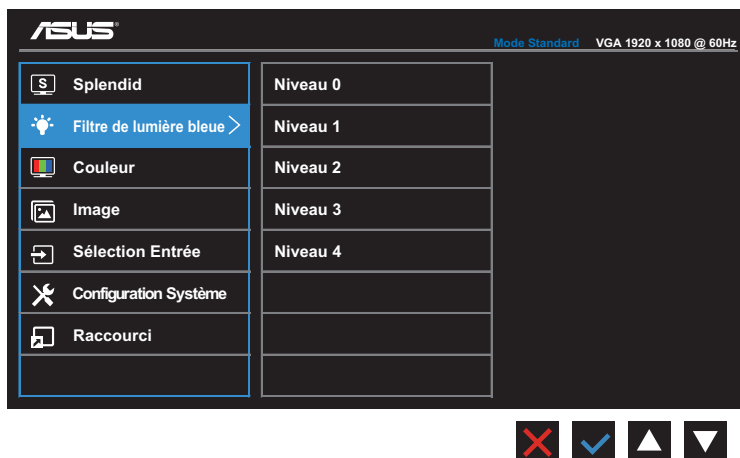 ASUS
Mode Standard VGA 1920 x 1080 @ 60Hz
S Splendid
Filtre de lumière bleue
Couleur
Image
Sélection Entrée
Configuration Système
Raccourci
Niveau 0
Niveau 1
Niveau 2
Niveau 3
Niveau 4